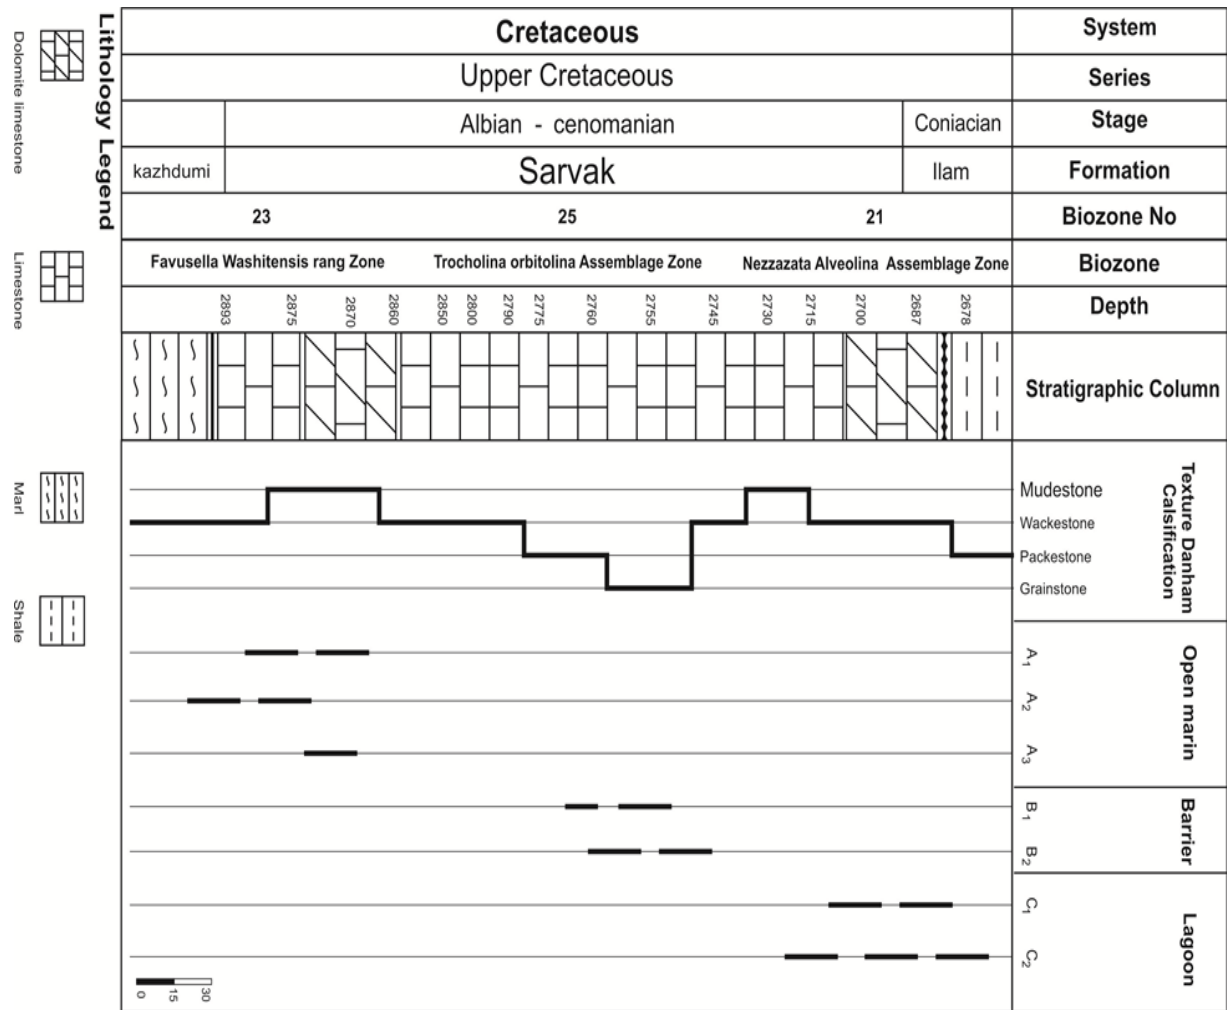 Cretaceous
System
Upper Cretaceous
Series
Albian - cenomanian
Coniacian
Stage
kazhdumi
Sarvak
Ilam
Formation
23
25
21
Biozone No
Favusella Washitensis rang Zone
Trocholina orbitolina Assemblage Zone
Nezzazata Alveolina Assemblage Zone
Biozone
2893
2875
2870
2860
2850
2800
2790
2775
2760
2755
2745
2730
2715
2700
2687
2678
Depth
Stratigraphic Column
Mudestone
Wackestone
Packestone
Grainstone
Texture Danham
Calsification
A1
A2
A3
Open marin
B1
B2
Barrier
C1
C2
Lagoon
0
15
30
Lithology Legend
Dolomite limestone
Limestone
Marl
Shale